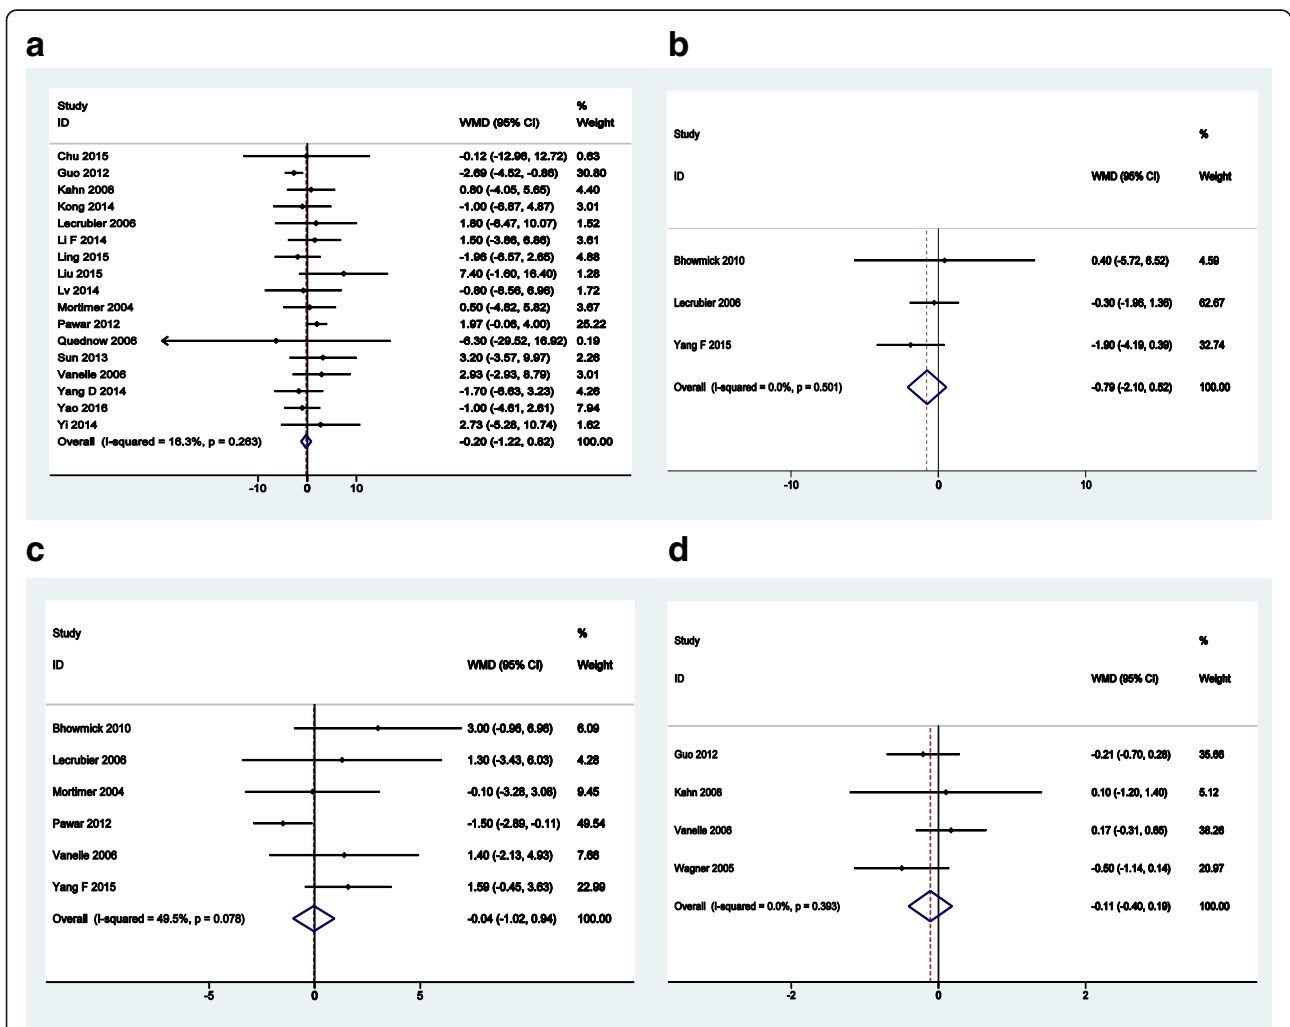 a
Study %
ID WMD (95% CI) Weight
Chu 2015 -0.12 (-12.96, 12.72) 0.63
Guo 2012 -2.69 (-4.52, -0.86) 30.80
Kahn 2008 0.80 (-4.05, 5.65) 4.40
Kong 2014 -1.00 (-6.87, 4.87) 3.01
Lecrubier 2006 1.80 (-6.47, 10.07) 1.52
Li F 2014 1.50 (-3.86, 6.86) 3.61
Ling 2015 -1.96 (-6.57, 2.65) 4.88
Liu 2015 7.40 (-1.60, 16.40) 1.28
Lv 2014 -0.80 (-8.56, 6.96) 1.72
Mortimer 2004 0.50 (-4.82, 5.82) 3.67
Pawar 2012 1.97 (-0.06, 4.00) 25.22
Quednow 2006 -6.30 (-29.52, 16.92) 0.19
Sun 2013 3.20 (-3.57, 9.97) 2.26
Vanelle 2006 2.93 (-2.93, 8.79) 3.01
Yang D 2014 -1.70 (-6.63, 3.23) 4.26
Yao 2016 -1.00 (-4.61, 2.61) 7.94
Yi 2014 2.73 (-5.28, 10.74) 1.62
Overall (I-squared = 16.3%, p = 0.263) -0.20 (-1.22, 0.82) 100.00
-10 0 10
b
Study %
ID WMD (95% CI) Weight
Bhowmick 2010 0.40 (-5.72, 6.52) 4.59
Lecrubier 2006 -0.30 (-1.96, 1.36) 62.67
Yang F 2015 -1.90 (-4.19, 0.39) 32.74
Overall (I-squared = 0.0%, p = 0.501) -0.79 (-2.10, 0.52) 100.00
-10 0 10
c
Study %
ID WMD (95% CI) Weight
Bhowmick 2010 3.00 (-0.96, 6.96) 6.09
Lecrubier 2006 1.30 (-3.43, 6.03) 4.28
Mortimer 2004 -0.10 (-3.28, 3.08) 9.45
Pawar 2012 -1.50 (-2.89, -0.11) 49.54
Vanelle 2006 1.40 (-2.13, 4.93) 7.66
Yang F 2015 1.59 (-0.45, 3.63) 22.99
Overall (I-squared = 49.5%, p = 0.078) -0.04 (-1.02, 0.94) 100.00
-5 0 5
d
Study %
ID WMD (95% CI) Weight
Guo 2012 -0.21 (-0.70, 0.28) 35.66
Kahn 2008 0.10 (-1.20, 1.40) 5.12
Vanelle 2006 0.17 (-0.31, 0.65) 38.26
Wagner 2005 -0.50 (-1.14, 0.14) 20.97
Overall (I-squared = 0.0%, p = 0.393) -0.11 (-0.40, 0.19) 100.00
-2 0 2